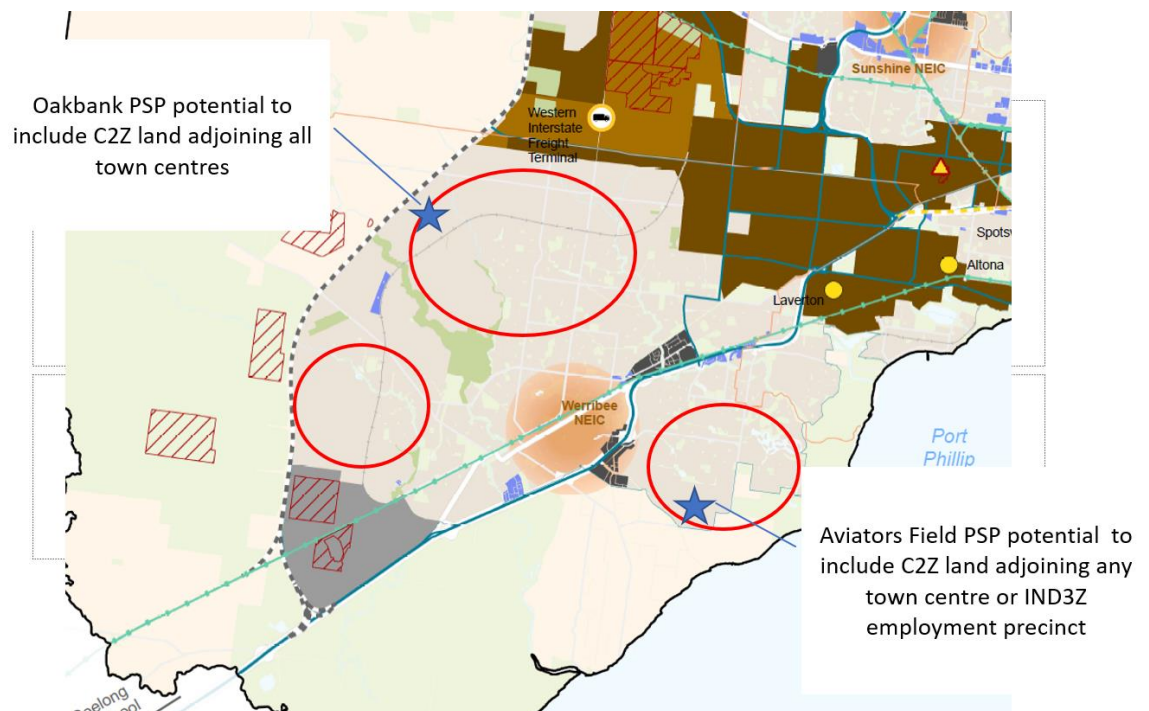 Oakbank PSP potential to
include C2Z land adjoining all
town centres
Western
Interstate
Freight
Terminal
Sunshine NEIC
Spotsw
Altona
Laverton
Werribee
NEIC
Port
Phillip
Aviators Field PSP potential to
include C2Z land adjoining any
town centre or IND3Z
employment precinct